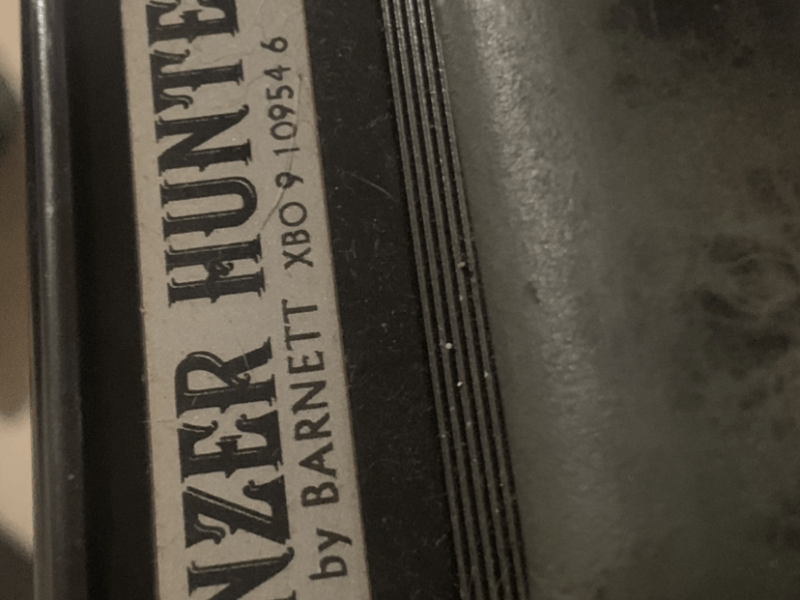 NZER HUNTE
by BARNETT XBO 9 10954 6